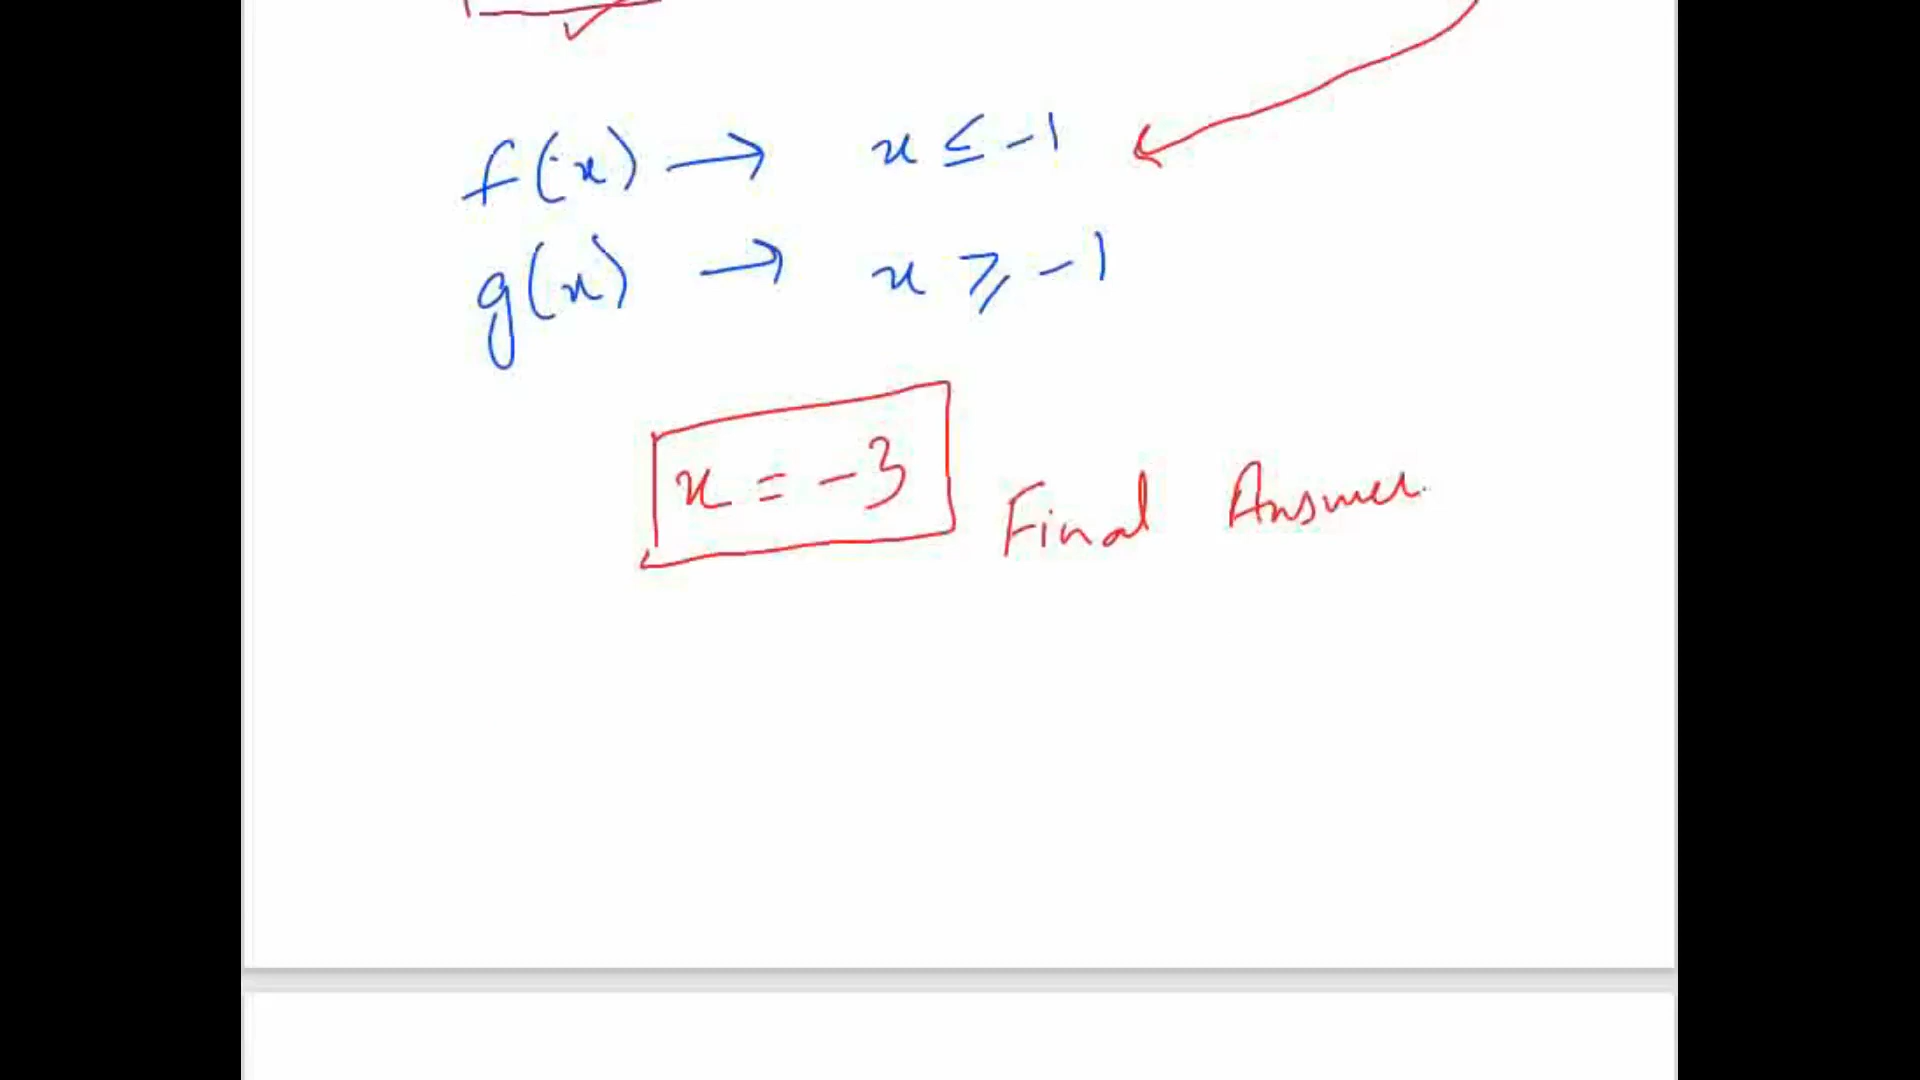 f(x) → x ≤ -1
g(x) → x ⩾ -1
x = -3 Final Answer